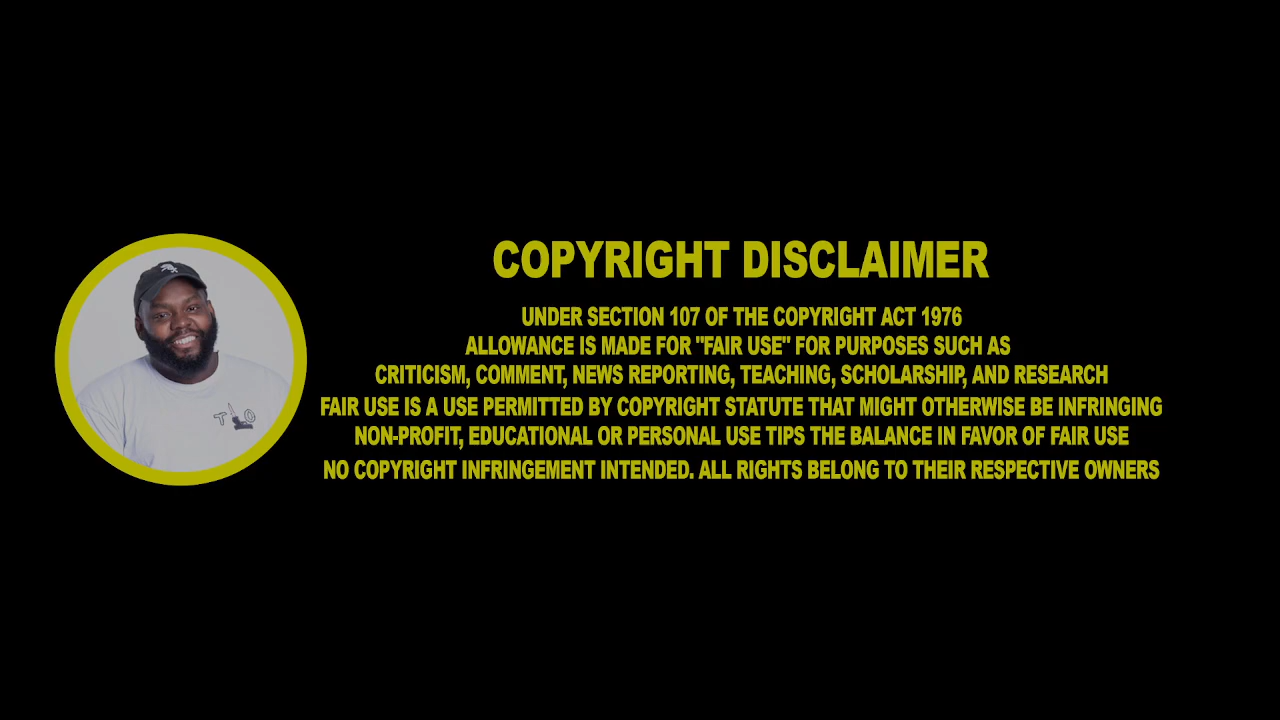 COPYRIGHT DISCLAIMER
UNDER SECTION 107 OF THE COPYRIGHT ACT 1976
ALLOWANCE IS MADE FOR "FAIR USE" FOR PURPOSES SUCH AS
CRITICISM, COMMENT, NEWS REPORTING, TEACHING, SCHOLARSHIP, AND RESEARCH
FAIR USE IS A USE PERMITTED BY COPYRIGHT STATUTE THAT MIGHT OTHERWISE BE INFRINGING
NON-PROFIT, EDUCATIONAL OR PERSONAL USE TIPS THE BALANCE IN FAVOR OF FAIR USE
NO COPYRIGHT INFRINGEMENT INTENDED. ALL RIGHTS BELONG TO THEIR RESPECTIVE OWNERS